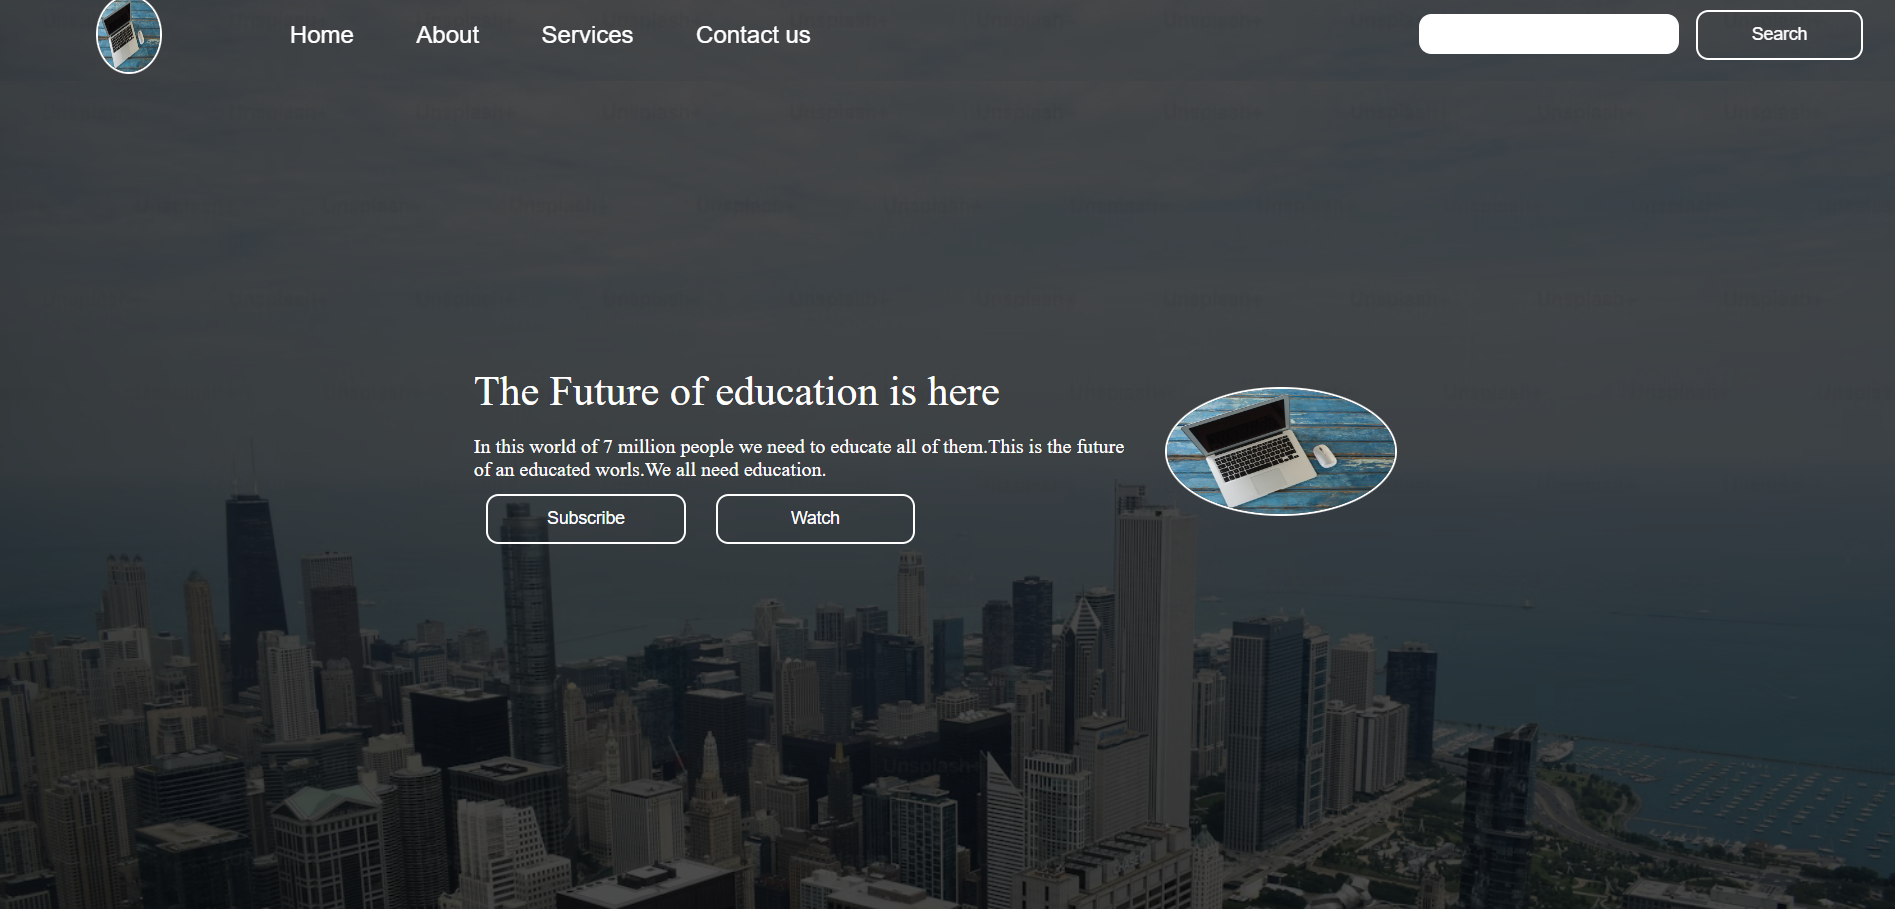 Home About Services Contact us Search
The Future of education is here
In this world of 7 million people we need to educate all of them.This is the future
of an educated worls.We all need education.
Subscribe Watch
Unsplash+